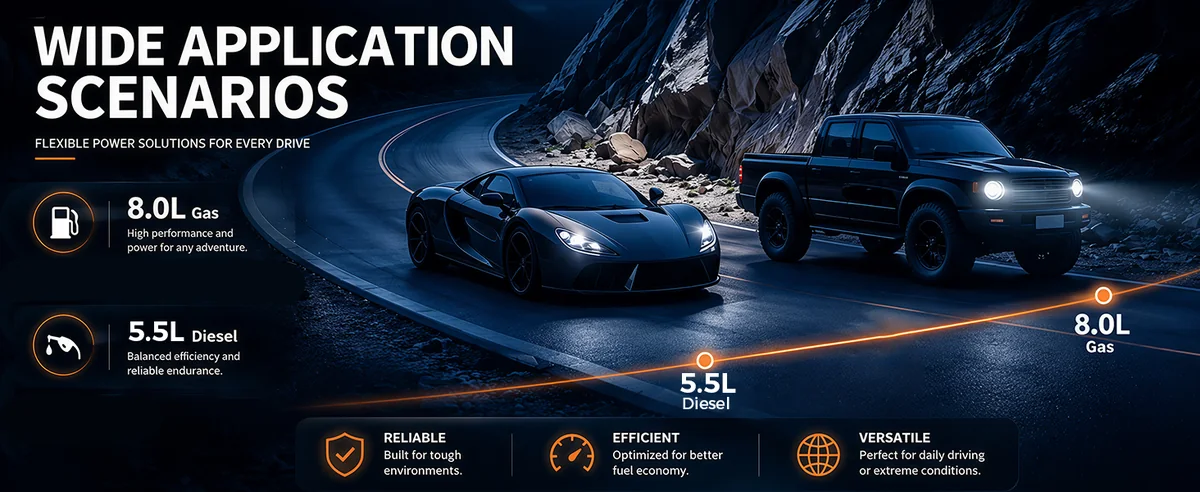 WIDE APPLICATION
SCENARIOS
FLEXIBLE POWER SOLUTIONS FOR EVERY DRIVE
8.0L Gas
High performance and
power for any adventure.
5.5L Diesel
Balanced efficiency and
reliable endurance.
5.5L
Diesel
8.0L
Gas
RELIABLE
Built for tough
environments.
EFFICIENT
Optimized for better
fuel economy.
VERSATILE
Perfect for daily driving
or extreme conditions.